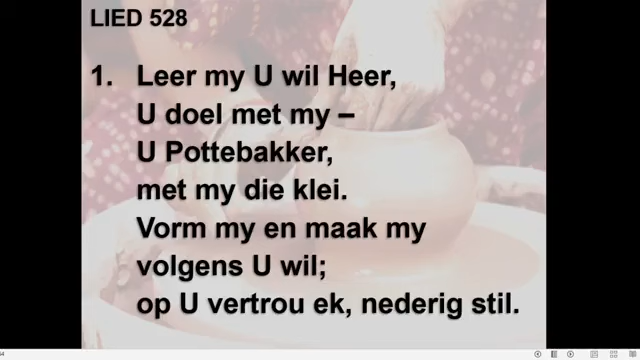 LIED 528
1. Leer my U wil Heer,
U doel met my –
U Pottebakker,
met my die klei.
Vorm my en maak my
volgens U wil;
op U vertrou ek, nederig stil.